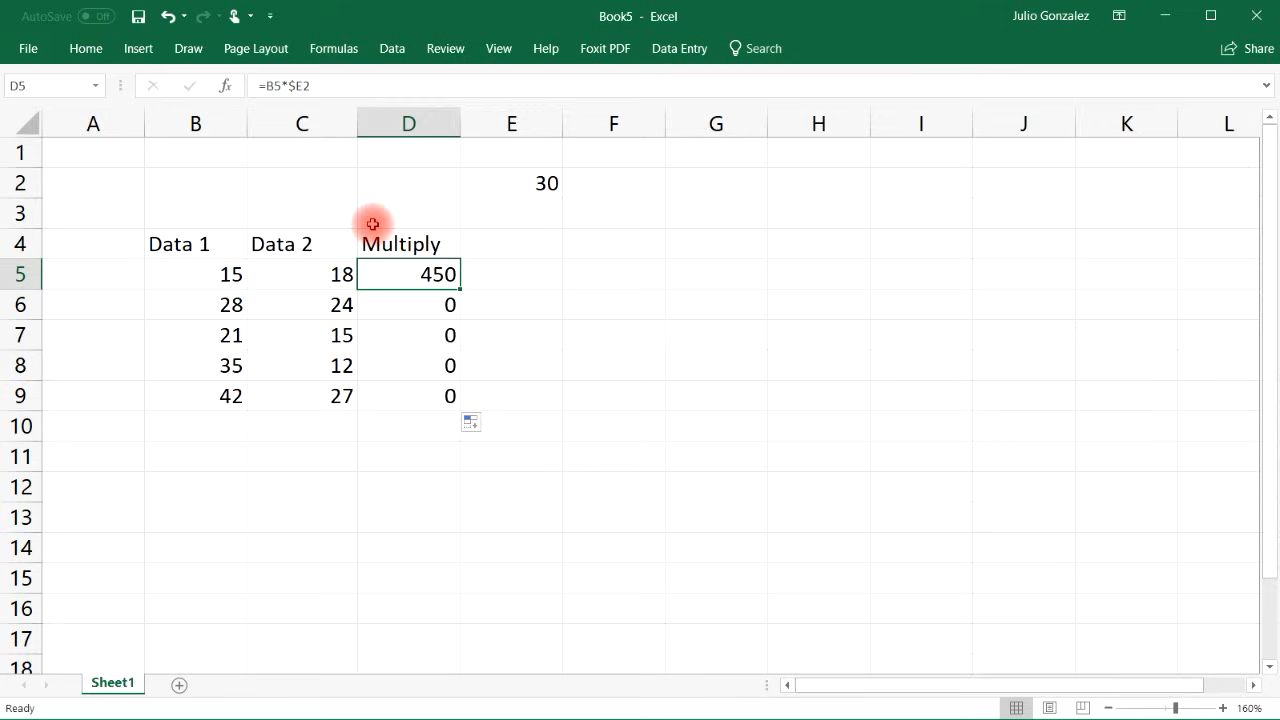 AutoSave Off Book5 - Excel Julio Gonzalez
File Home Insert Draw Page Layout Formulas Data Review View Help Foxit PDF Data Entry Search Share
D5 fx =B5*$E2
A B C D E F G H I J K L
1
2 30
3
4 Data 1 Data 2 Multiply
5 15 18 450
6 28 24 0
7 21 15 0
8 35 12 0
9 42 27 0
10
11
12
13
14
15
16
17
18
Sheet1
Ready 160%